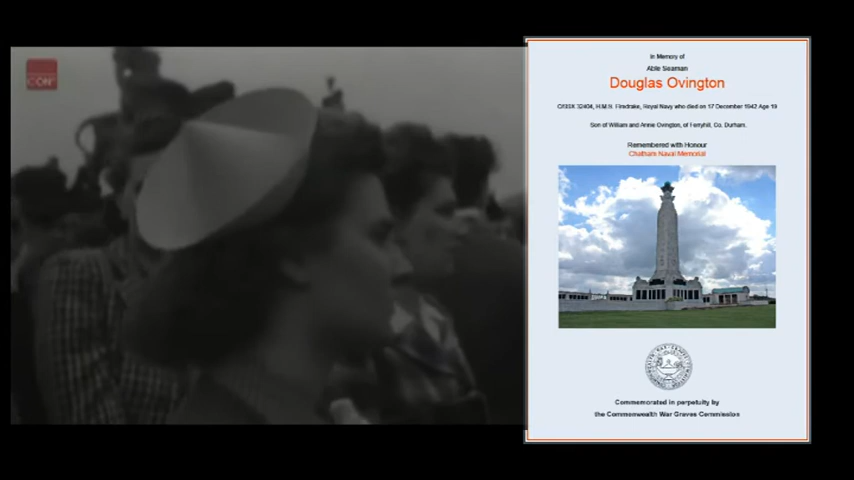 CON
In Memory of
Able Seaman
Douglas Ovington
32404, H.M.S. Firedrake, Royal Navy who died on 17 December 1942 Age 19
Son of William and Annie Ovington, of Ferryhill, Co. Durham.
Remembered with Honour
Chatham Naval Memorial
Commemorated in perpetuity by
the Commonwealth War Graves Commission